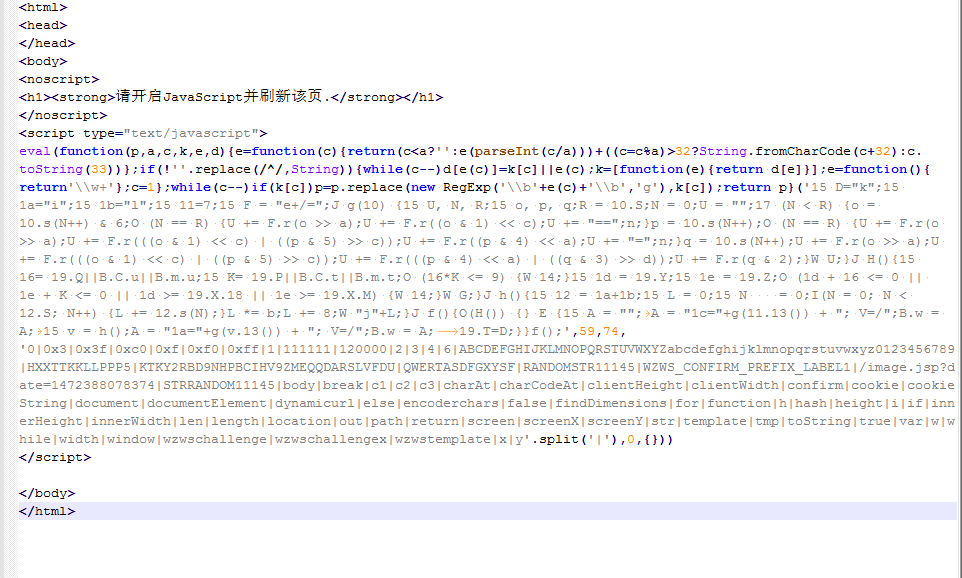 <html>
<head>
</head>
<body>
<noscript>
<h1><strong>请开启JavaScript并刷新该页.</strong></h1>
</noscript>
<script type="text/javascript">
eval(function(p,a,c,k,e,d){e=function(c){return(c<a?'':e(parseInt(c/a)))+((c=c%a)>32?String.fromCharCode(c+32):c.
toString(33))};if(!''.replace(/^/,String)){while(c--)d[e(c)]=k[c]||e(c);k=[function(e){return d[e]}];e=function(){
return'\\w+'};c=1};while(c--)if(k[c])p=p.replace(new RegExp('\\b'+e(c)+'\\b','g'),k[c]);return p}('15 D="k";15
1a="i";15 1b="l";15 11=7;15 F = "e+/=";J g(10) {15 U, N, R;15 o, p, q;R = 10.S;N = 0;U = "";17 (N < R) {o =
10.s(N++) & 6;O (N == R) {U += F.r(o >> a);U += F.r((o & 1) << c);U += "==";n;}p = 10.s(N++);O (N == R) {U += F.r(o
>> a);U += F.r(((o & 1) << c) | ((p & 5) >> c));U += F.r((p & 4) << a);U += "=";n;}q = 10.s(N++);U += F.r(o >> a);U
+= F.r(((o & 1) << c) | ((p & 5) >> c));U += F.r(((p & 4) << a) | ((q & 3) >> d));U += F.r(q & 2);}W U;}J H(){15
16= 19.Q||B.C.u||B.m.u;15 K= 19.P||B.C.t||B.m.t;O (16*K <= 9) {W 14;}15 1d = 19.Y;15 1e = 19.Z;O (1d + 16 <= 0 ||
1e + K <= 0 || 1d >= 19.X.18 || 1e >= 19.X.M) {W 14;}W G;}J h(){15 12 = 1a+1b;15 L = 0;15 N    = 0;I(N = 0; N <
12.S; N++) {L += 12.s(N);}L *= b;L += 8;W "j"+L;}J f(){O(H()) {} E {15 A = "";A = "1c="+g(11.13()) + "; V=/";B.w =
A;15 v = h();A = "1a="+g(v.13()) + "; V=/";B.w = A;	19.T=D;}}f();',59,74,
'0|0x3|0x3f|0xc0|0xf|0xf0|0xff|1|111111|120000|2|3|4|6|ABCDEFGHIJKLMNOPQRSTUVWXYZabcdefghijklmnopqrstuvwxyz0123456789
|HXXTTKKLLPPP5|KTKY2RBD9NHPBCIHV9ZMEQQDARSLVFDU|QWERTASDFGXYSF|RANDOMSTR11145|WZWS_CONFIRM_PREFIX_LABEL1|/image.jsp?d
ate=1472388078374|STRRANDOM11145|body|break|c1|c2|c3|charAt|charCodeAt|clientHeight|clientWidth|confirm|cookie|cookie
String|document|documentElement|dynamicurl|else|encoderchars|false|findDimensions|for|function|h|hash|height|i|if|inn
erHeight|innerWidth|len|length|location|out|path|return|screen|screenX|screenY|str|template|tmp|toString|true|var|w|w
hile|width|window|wzwschallenge|wzwschallengex|wzwstemplate|x|y'.split('|'),0,{}))
</script>
</body>
</html>